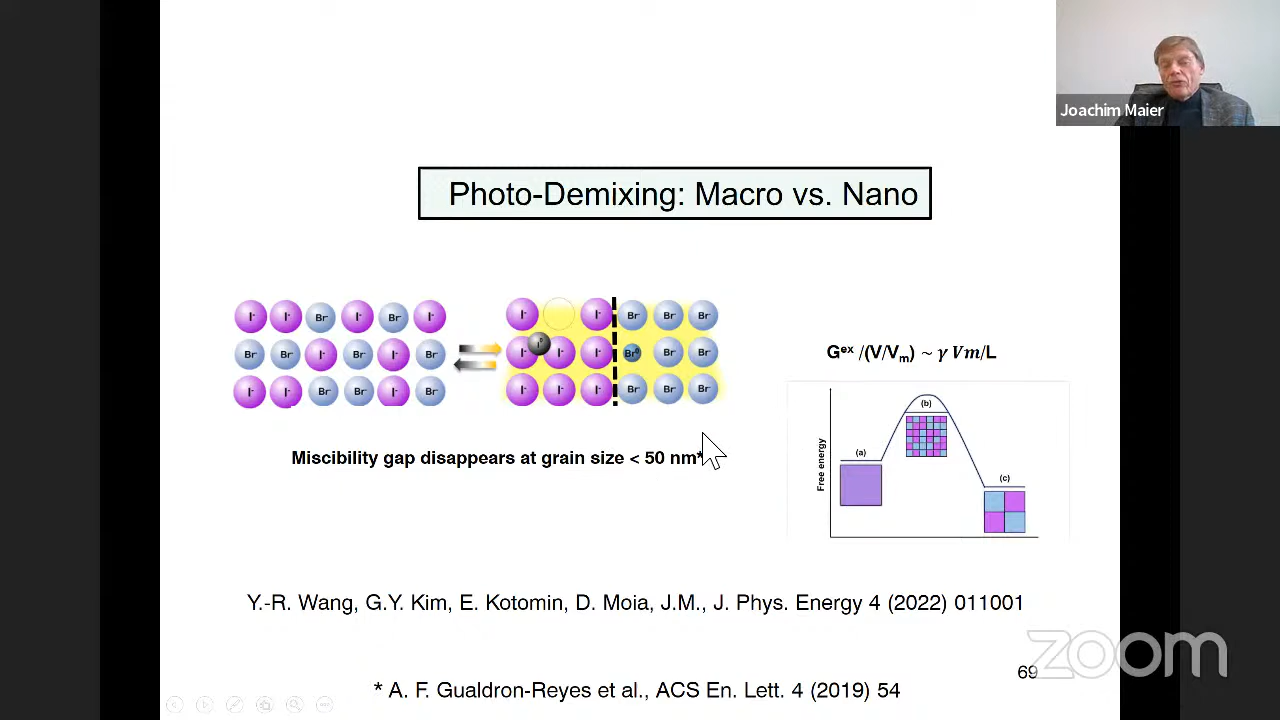 Joachim Maier
Photo-Demixing: Macro vs. Nano
I- I- Br- I- Br- I-
I- I- Br- Br- Br-
Br- Br- I- Br- I- Br-
I- I0 I- I- Br0 Br- Br-
I- I- Br- Br- I- Br-
I- I- I- Br- Br- Br-
Miscibility gap disappears at grain size < 50 nm*
Gex /(V/Vm) ~ γ Vm/L
Free energy
(a)
(b)
(c)
Y.-R. Wang, G.Y. Kim, E. Kotomin, D. Moia, J.M., J. Phys. Energy 4 (2022) 011001
zoom
69
* A. F. Gualdron-Reyes et al., ACS En. Lett. 4 (2019) 54